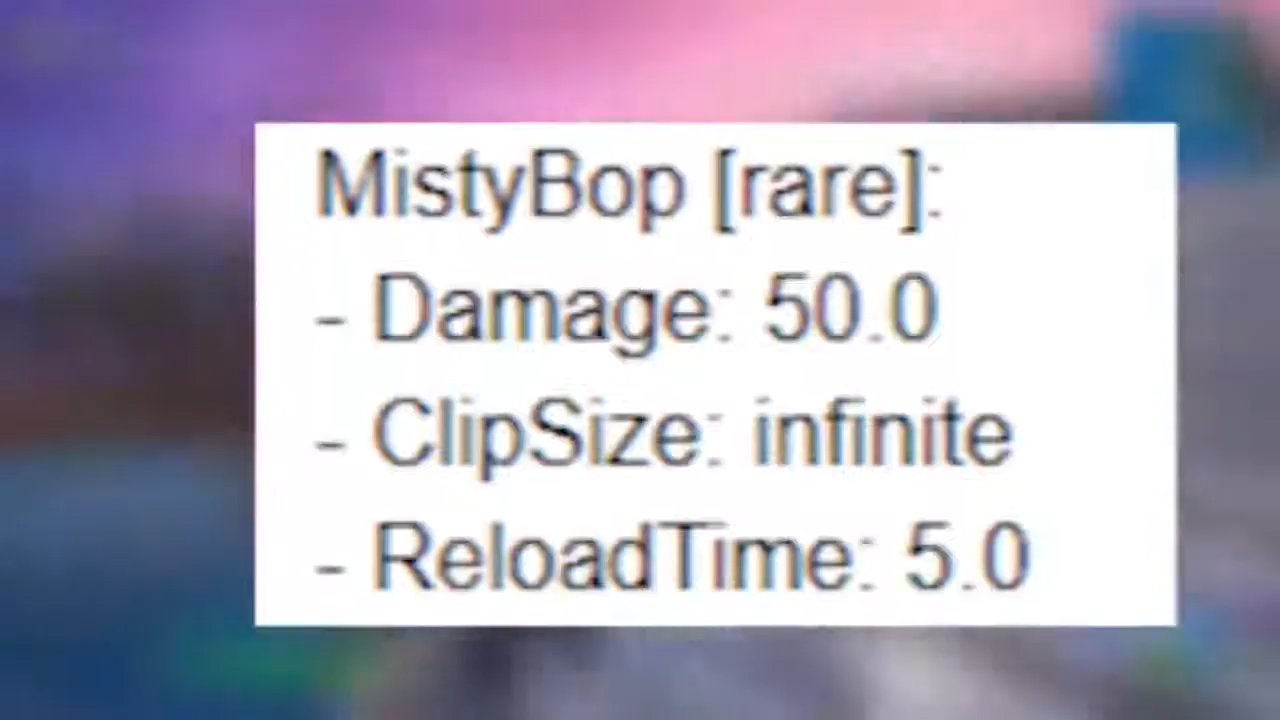 MistyBop [rare]:
- Damage: 50.0
- ClipSize: infinite
- ReloadTime: 5.0